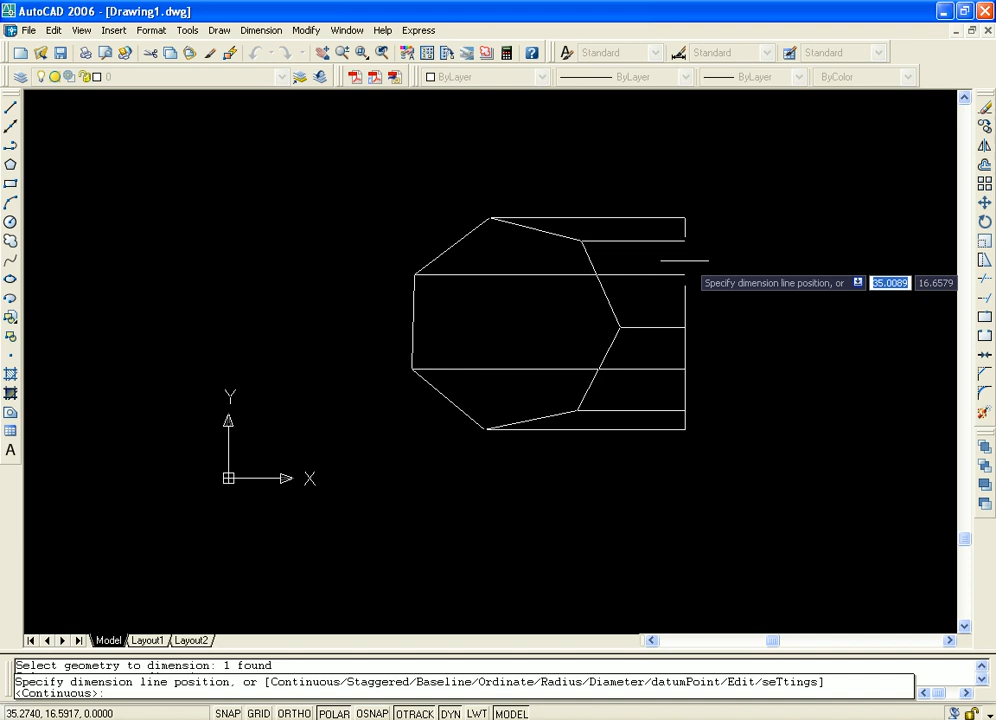 AutoCAD 2006 - [Drawing1.dwg]
File Edit View Insert Format Tools Draw Dimension Modify Window Help Express
Standard Standard Standard
0 ByLayer ByLayer ByLayer ByColor
Specify dimension line position, or 35.0089 16.6579
Y
X
A
Model Layout1 Layout2
Select geometry to dimension: 1 found
Specify dimension line position, or [Continuous/Staggered/Baseline/Ordinate/Radius/Diameter/datumPoint/Edit/seTtings]
<Continuous>:
35.2740, 16.5917, 0.0000 SNAP GRID ORTHO POLAR OSNAP OTRACK DYN LWT MODEL